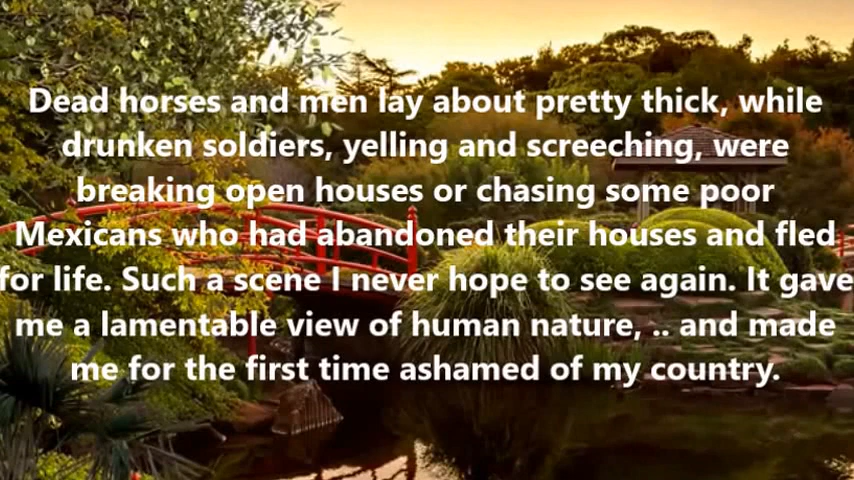 Dead horses and men lay about pretty thick, while
drunken soldiers, yelling and screeching, were
breaking open houses or chasing some poor
Mexicans who had abandoned their houses and fled
for life. Such a scene I never hope to see again. It gave
me a lamentable view of human nature, .. and made
me for the first time ashamed of my country.